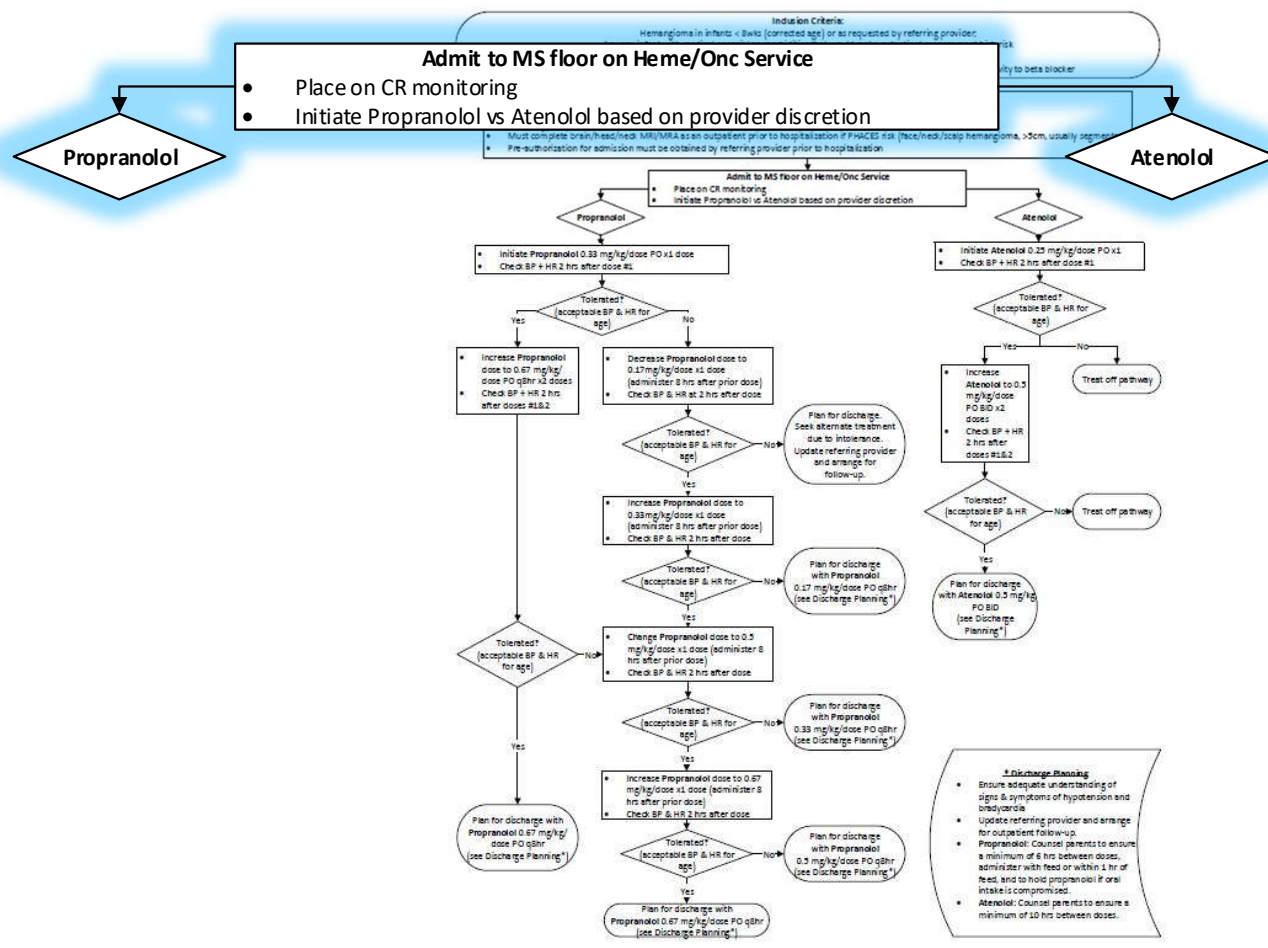 Inclusion Criteria:
Hemangioma in infants < 8wks (corrected age) or as requested by referring provider;
risk
ity to beta blocker
Admit to MS floor on Heme/Onc Service
• Place on CR monitoring
• Initiate Propranolol vs Atenolol based on provider discretion
Propranolol
Atenolol
• Must complete brain/head/neck MRI/MRA as an outpatient prior to hospitalization if PHACES risk (face/neck/scalp hemangioma, >5cm, usually segment
• Pre-authorization for admission must be obtained by referring provider prior to hospitalization
Admit to MS floor on Heme/Onc Service
• Place on CR monitoring
• Initiate Propranolol vs Atenolol based on provider discretion
Propranolol
Atenolol
• Initiate Propranolol 0.33 mg/kg/dose PO x1 dose
• Check BP + HR 2 hrs after dose #1
• Initiate Atenolol 0.25 mg/kg/dose PO x1
• Check BP + HR 2 hrs after dose #1
Tolerated?
(acceptable BP & HR for
age)
Yes
No
Tolerated?
(acceptable BP & HR for
age)
Yes
No
• Increase Propranolol
dose to 0.67 mg/kg/
dose PO q8hr x2 doses
• Check BP + HR 2 hrs
after doses #1&2
• Decrease Propranolol dose to
0.17mg/kg/dose x1 dose
(administer 8 hrs after prior dose)
• Check BP & HR at 2 hrs after dose
• Increase
Atenolol to 0.5
mg/kg/dose
PO BID x2
doses
• Check BP + HR
2 hrs after
doses #1&2
Treat off pathway
Tolerated?
(acceptable BP & HR for
age)
No
Yes
Plan for discharge.
Seek alternate treatment
due to intolerance.
Update referring provider
and arrange for
follow-up.
• Increase Propranolol dose to
0.33mg/kg/dose x1 dose
(administer 8 hrs after prior dose)
• Check BP & HR 2 hrs after dose
Tolerated?
(acceptable BP & HR
for age)
No
Yes
Treat off pathway
Tolerated?
(acceptable BP & HR for
age)
No
Yes
Plan for discharge
with Propranolol
0.17 mg/kg/dose PO q8hr
(see Discharge Planning*)
Plan for discharge
with Atenolol 0.5 mg/kg
PO BID
(see Discharge
Planning*)
Tolerated?
(acceptable BP & HR
for age)
No
Yes
• Change Propranolol dose to 0.5
mg/kg/dose x1 dose (administer 8
hrs after prior dose)
• Check BP & HR 2 hrs after dose
Tolerated?
(acceptable BP & HR for
age)
No
Yes
Plan for discharge
with Propranolol
0.33 mg/kg/dose PO q8hr
(see Discharge Planning*)
• Increase Propranolol dose to 0.67
mg/kg/dose x1 dose (administer 8
hrs after prior dose)
• Check BP & HR 2 hrs after dose
Plan for discharge with
Propranolol 0.67 mg/kg/
dose PO q8hr
(see Discharge Planning*)
Tolerated?
(acceptable BP & HR for
age)
No
Yes
Plan for discharge
with Propranolol
0.5 mg/kg/dose PO q8hr
(see Discharge Planning*)
Plan for discharge with
Propranolol 0.67 mg/kg/dose PO q8hr
(see Discharge Planning*)
* Discharge Planning
• Ensure adequate understanding of
signs & symptoms of hypotension and
bradycardia
• Update referring provider and arrange
for outpatient follow-up.
• Propranolol: Counsel parents to ensure
a minimum of 6 hrs between doses,
administer with feed or within 1 hr of
feed, and to hold propranolol if oral
intake is compromised.
• Atenolol: Counsel parents to ensure a
minimum of 10 hrs between doses.